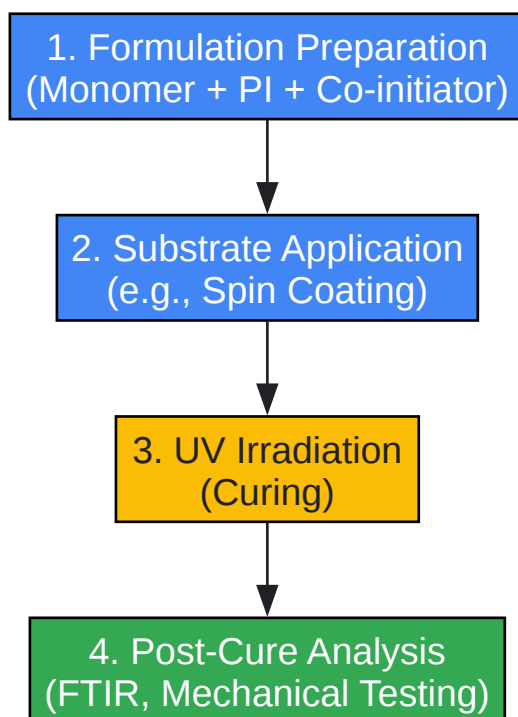 1. Formulation Preparation
(Monomer + PI + Co-initiator)
2. Substrate Application
(e.g., Spin Coating)
3. UV Irradiation
(Curing)
4. Post-Cure Analysis
(FTIR, Mechanical Testing)